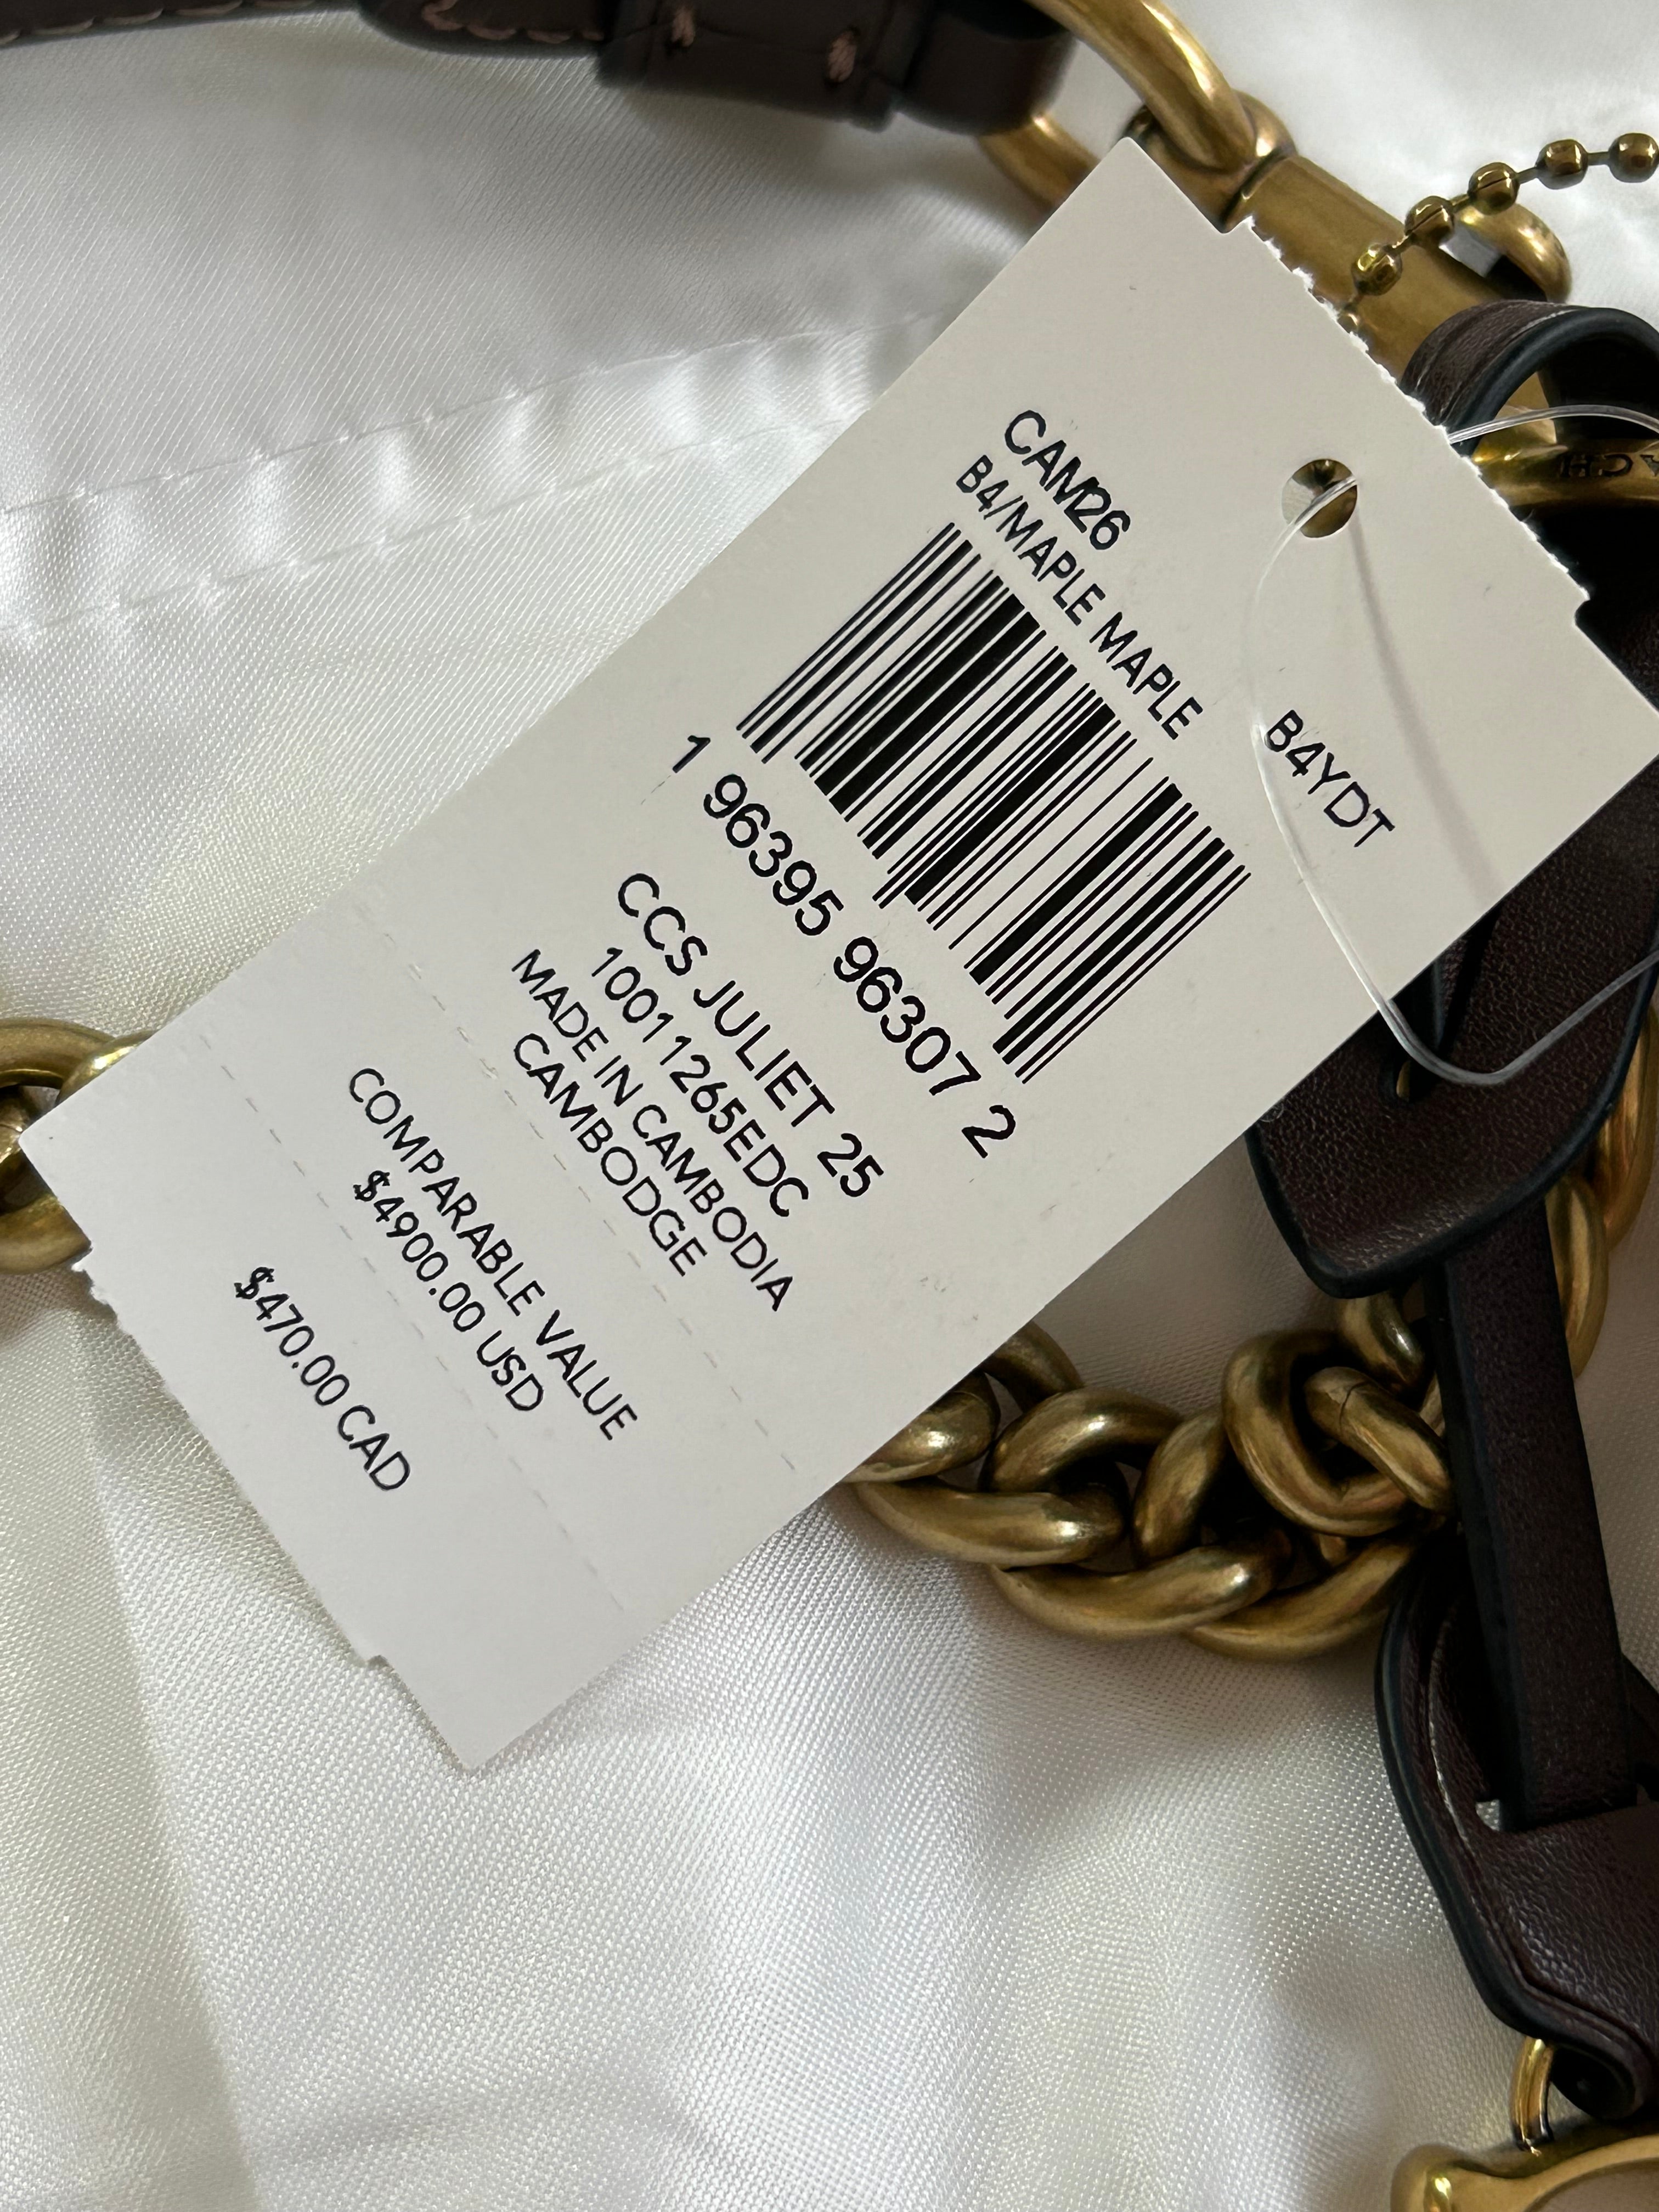 B4YDT
CAM26
B4/MAPLE MAPLE
1 96395 96307 2
CCS JULIET 25
10011265EDC
MADE IN CAMBODIA
CAMBODGE
COMPARABLE VALUE
$4900.00 USD
$470.00 CAD